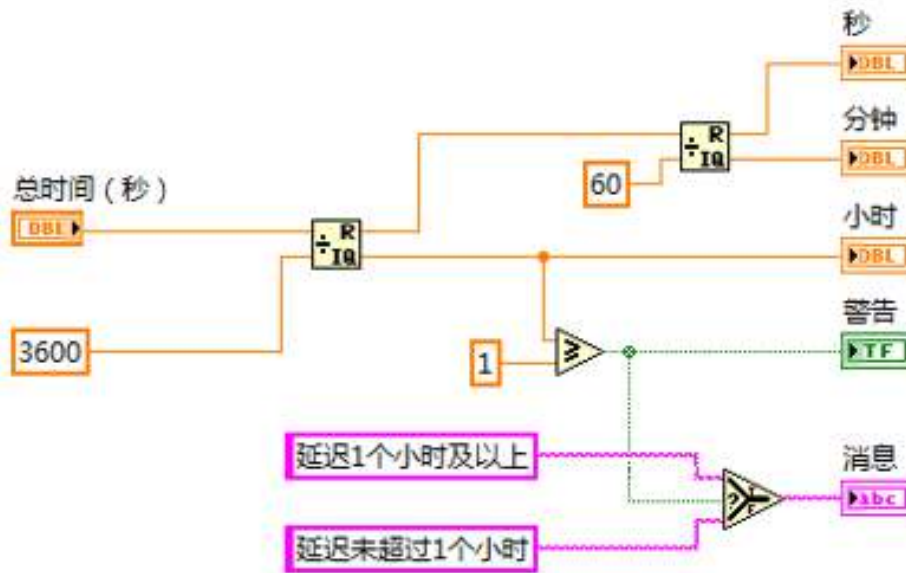 秒
DBL
分钟
R
IQ
DBL
60
总时间（秒）
小时
DBL
R
IQ
DBL
警告
3600
1
TF
延迟1个小时及以上
消息
?
T
F
abc
延迟未超过1个小时